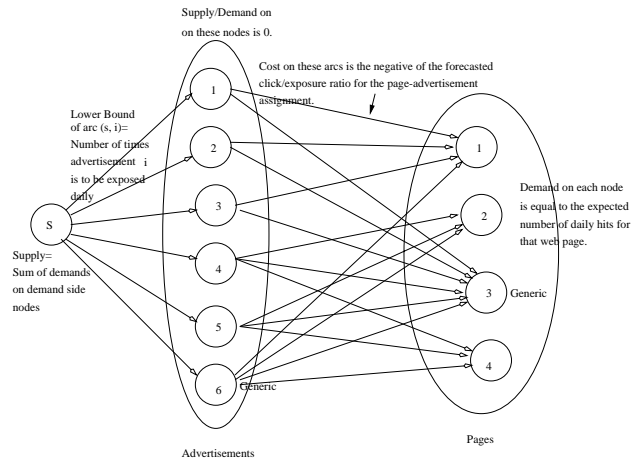 Supply/Demand on
on these nodes is 0.
Cost on these arcs is the negative of the forecasted
click/exposure ratio for the page-advertisement
assignment.
Lower Bound
of arc (s, i)=
Number of times
advertisement i
is to be exposed
daily
S
Supply=
Sum of demands
on demand side
nodes
1
2
3
4
5
6
Generic
Advertisements
1
2
3
Generic
4
Demand on each node
is equal to the expected
number of daily hits for
that web page.
Pages